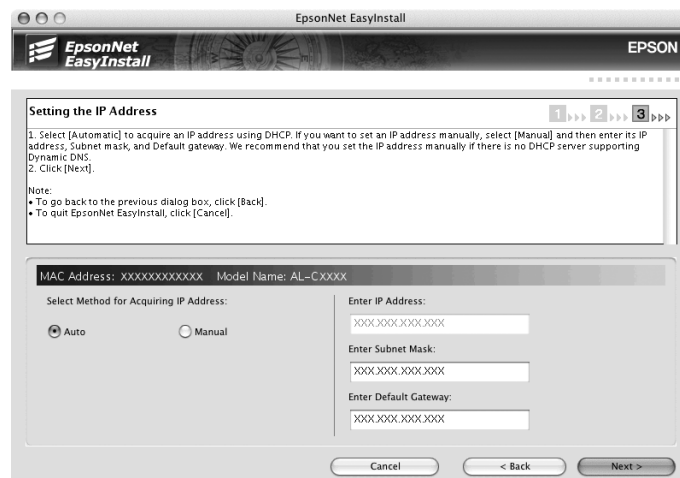 EpsonNet EasyInstall
EpsonNet
EasyInstall
EPSON
Setting the IP Address
1 2 3
1. Select [Automatic] to acquire an IP address using DHCP. If you want to set an IP address manually, select [Manual] and then enter its IP
address, Subnet mask, and Default gateway. We recommend that you set the IP address manually if there is no DHCP server supporting
Dynamic DNS.
2. Click [Next].
Note:
• To go back to the previous dialog box, click [Back].
• To quit EpsonNet EasyInstall, click [Cancel].
MAC Address: XXXXXXXXXXXX Model Name: AL-CXXXX
Select Method for Acquiring IP Address:
Auto
Manual
Enter IP Address:
XXX.XXX.XXX.XXX
Enter Subnet Mask:
XXX.XXX.XXX.XXX
Enter Default Gateway:
XXX.XXX.XXX.XXX
Cancel
< Back
Next >